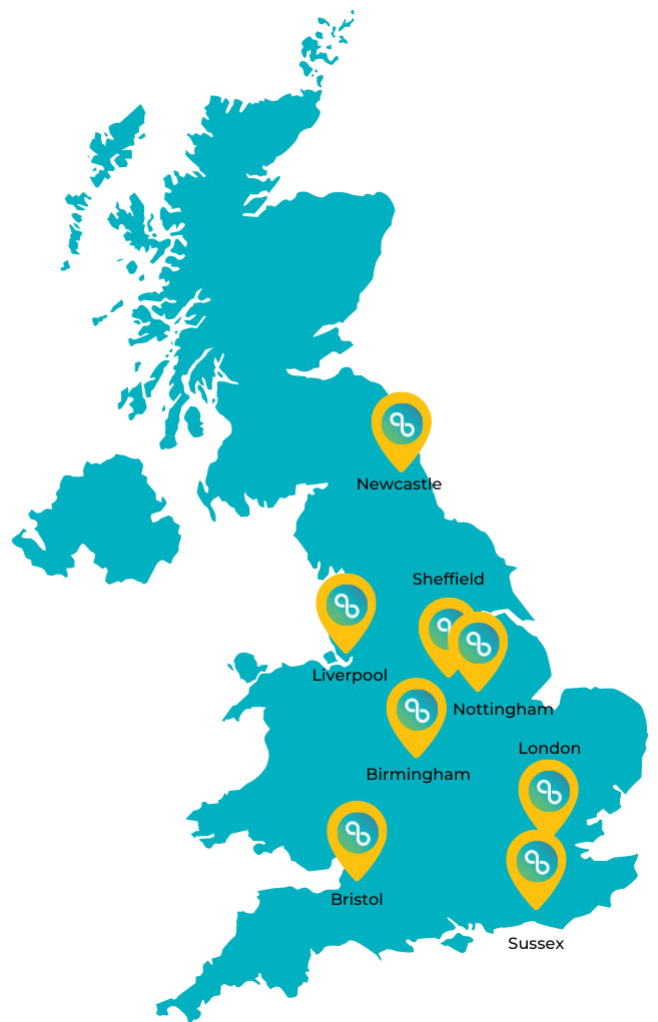 Newcastle
Sheffield
Liverpool
Nottingham
London
Birmingham
Bristol
Sussex